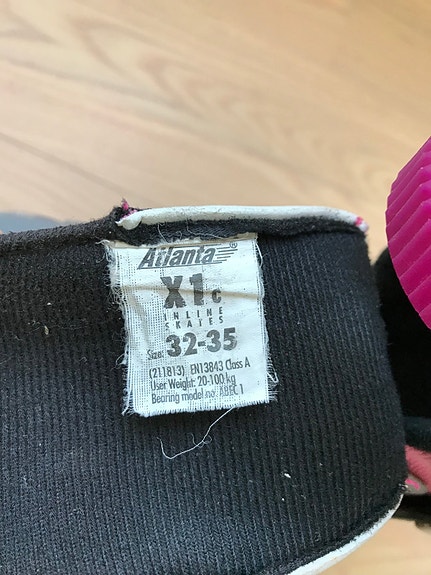 Atlanta®
X1c
INLINE
SKATES
Size: 32-35
(211813) EN13843 Class A
User Weight: 20-100 kg
Bearing model no: ABEC 1